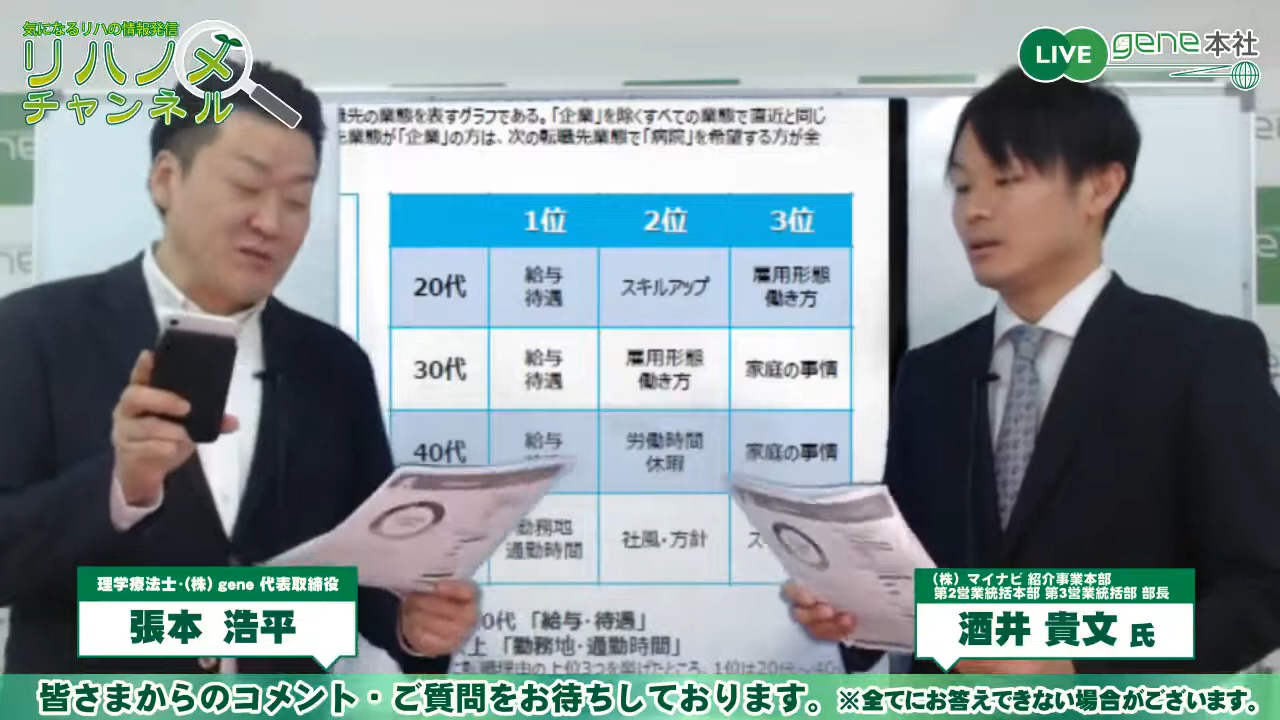 気になるリハの情報発信
リハノメ
チャンネル
LIVE gene本社
先の業態を表すグラフである。「企業」を除くすべての業態で直近と同じ
業態が「企業」の方は、次の転職先業態で「病院」を希望する方が全
1位 2位 3位
20代 給与待遇 スキルアップ 雇用形態働き方
30代 給与待遇 雇用形態働き方 家庭の事情
40代 給与 労働時間休暇 家庭の事情
勤務地通勤時間 社風・方針 ス
0代 「給与・待遇」
上 「勤務地・通勤時間」
理学療法士・(株) gene 代表取締役
張本 浩平
(株) マイナビ 紹介事業本部
第2営業統括本部 第3営業統括部 部長
酒井 貴文 氏
皆さまからのコメント・ご質問をお待ちしております。※全てにお答えできない場合がございます。